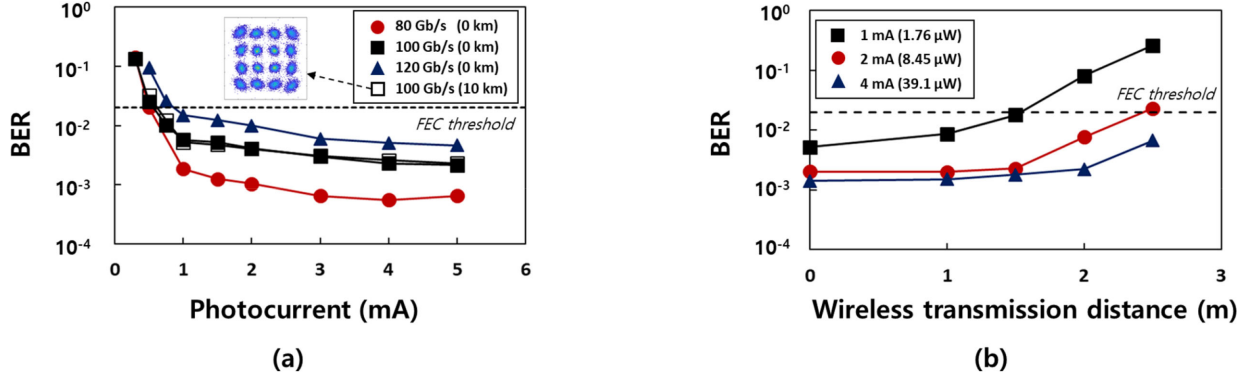 80 Gb/s (0 km)
100 Gb/s (0 km)
120 Gb/s (0 km)
100 Gb/s (10 km)
FEC threshold
BER
10⁰
10⁻¹
10⁻²
10⁻³
10⁻⁴
0 1 2 3 4 5 6
Photocurrent (mA)
(a)
1 mA (1.76 μW)
2 mA (8.45 μW)
4 mA (39.1 μW)
FEC threshold
BER
10⁰
10⁻¹
10⁻²
10⁻³
10⁻⁴
0 1 2 3
Wireless transmission distance (m)
(b)